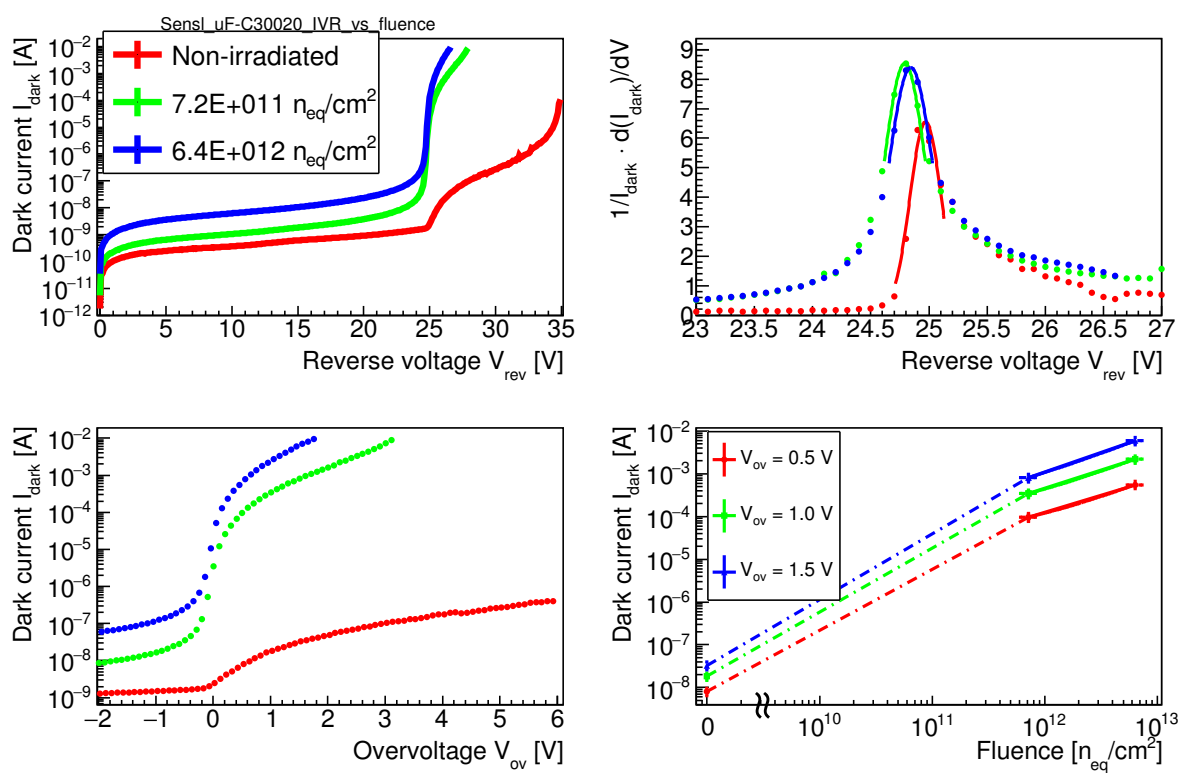 SensI_uF-C30020_IVR_vs_fluence
Dark current I_dark [A]
10^-2
10^-3
10^-4
10^-5
10^-6
10^-7
10^-8
10^-9
10^-10
10^-11
10^-12
Non-irradiated
7.2E+011 n_eq/cm^2
6.4E+012 n_eq/cm^2
0 5 10 15 20 25 30 35
Reverse voltage V_rev [V]
1/I_dark · d(I_dark)/dV
9
8
7
6
5
4
3
2
1
0
23 23.5 24 24.5 25 25.5 26 26.5 27
Reverse voltage V_rev [V]
Dark current I_dark [A]
10^-2
10^-3
10^-4
10^-5
10^-6
10^-7
10^-8
10^-9
−2 −1 0 1 2 3 4 5 6
Overvoltage V_ov [V]
Dark current I_dark [A]
10^-2
10^-3
10^-4
10^-5
10^-6
10^-7
10^-8
V_ov = 0.5 V
V_ov = 1.0 V
V_ov = 1.5 V
0 10^10 10^11 10^12 10^13
Fluence [n_eq/cm^2]